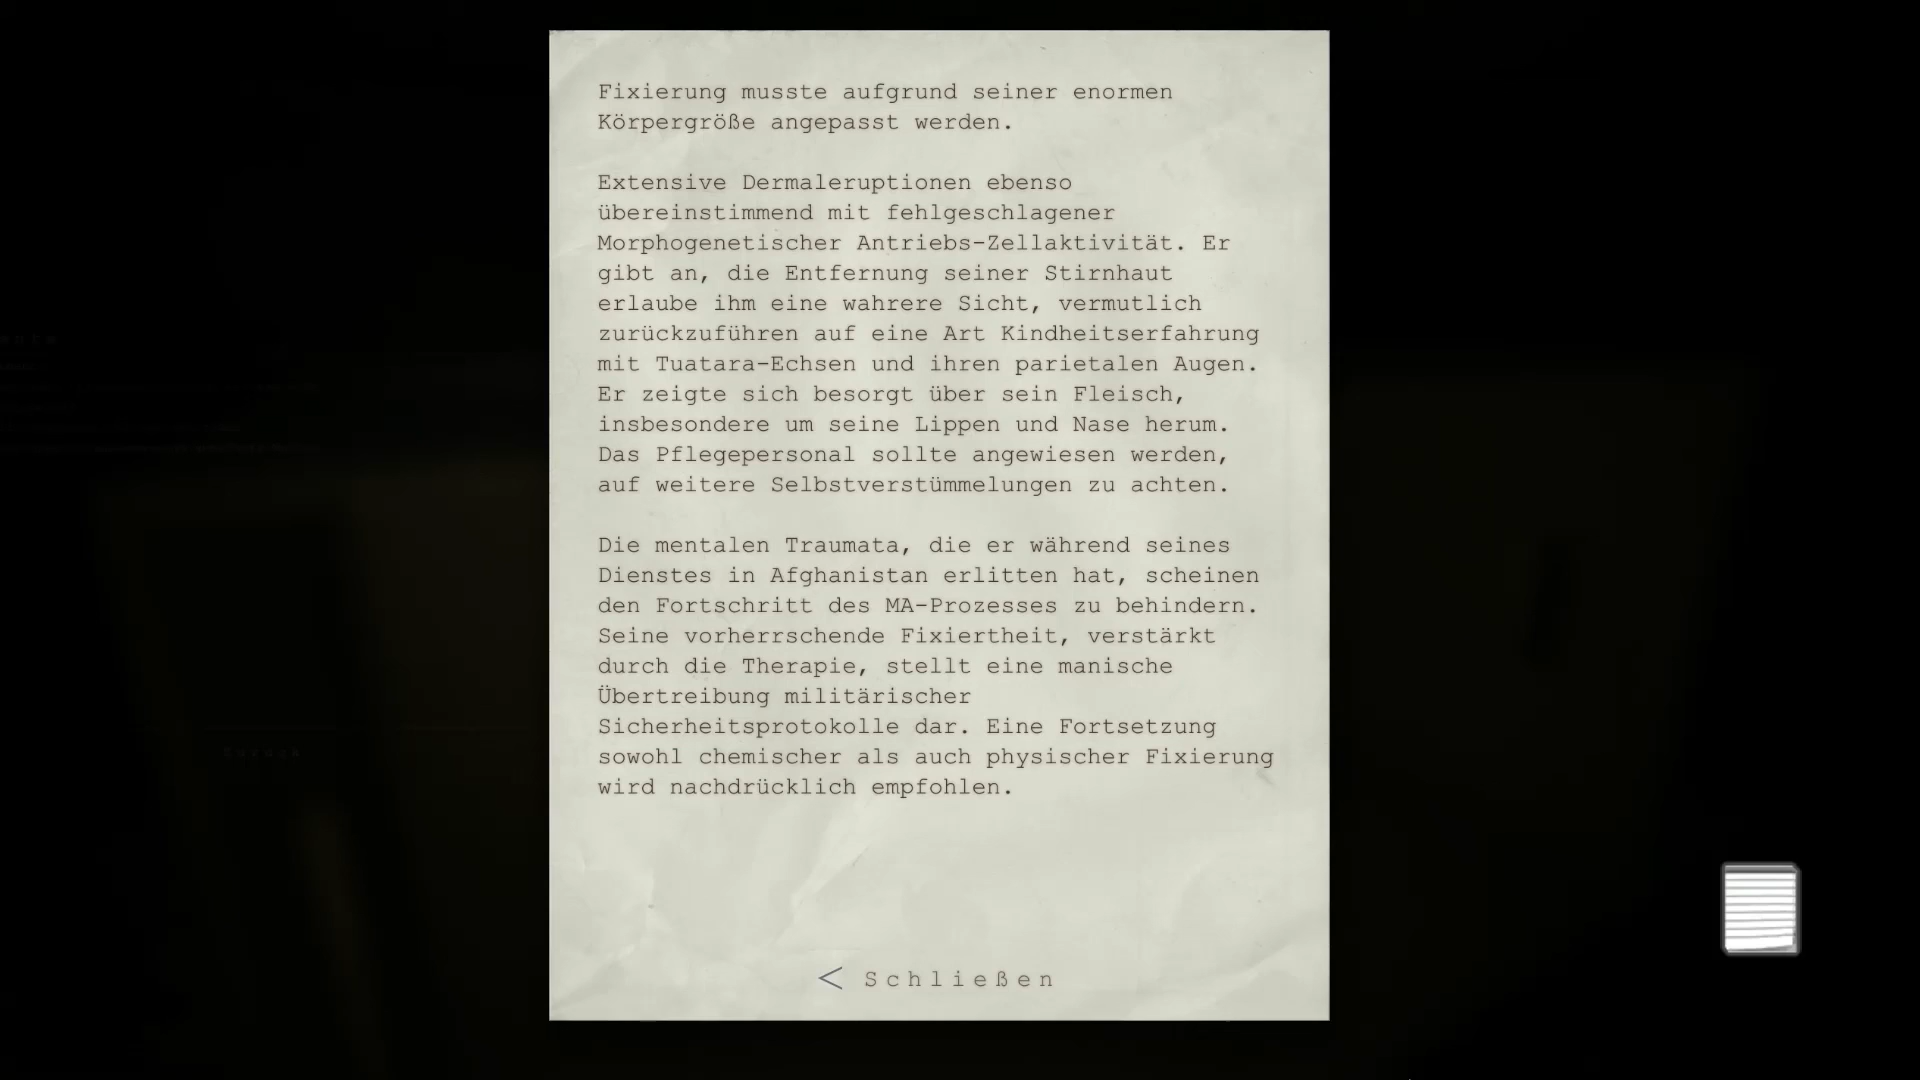 Fixierung musste aufgrund seiner enormen
Körpergröße angepasst werden.
Extensive Dermaleruptionen ebenso
übereinstimmend mit fehlgeschlagener
Morphogenetischer Antriebs-Zellaktivität. Er
gibt an, die Entfernung seiner Stirnhaut
erlaube ihm eine wahrere Sicht, vermutlich
zurückzuführen auf eine Art Kindheitserfahrung
mit Tuatara-Echsen und ihren parietalen Augen.
Er zeigte sich besorgt über sein Fleisch,
insbesondere um seine Lippen und Nase herum.
Das Pflegepersonal sollte angewiesen werden,
auf weitere Selbstverstümmelungen zu achten.
Die mentalen Traumata, die er während seines
Dienstes in Afghanistan erlitten hat, scheinen
den Fortschritt des MA-Prozesses zu behindern.
Seine vorherrschende Fixiertheit, verstärkt
durch die Therapie, stellt eine manische
Übertreibung militärischer
Sicherheitsprotokolle dar. Eine Fortsetzung
sowohl chemischer als auch physischer Fixierung
wird nachdrücklich empfohlen.
< Schließen